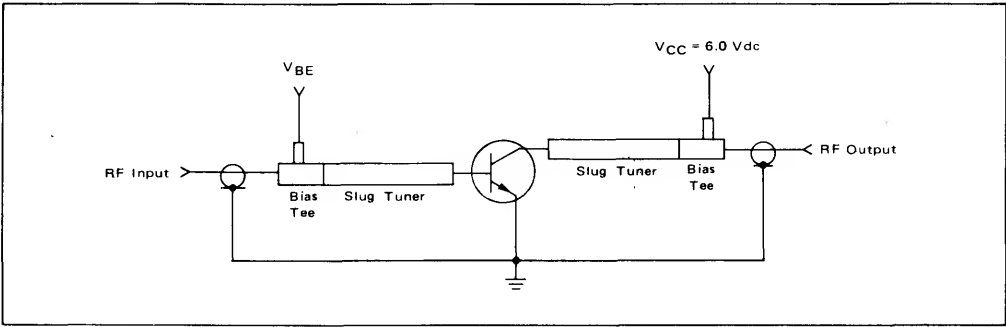 VCC = 6.0 Vdc
VBE
RF Input
Bias
Tee
Slug Tuner
Slug Tuner
Bias
Tee
RF Output